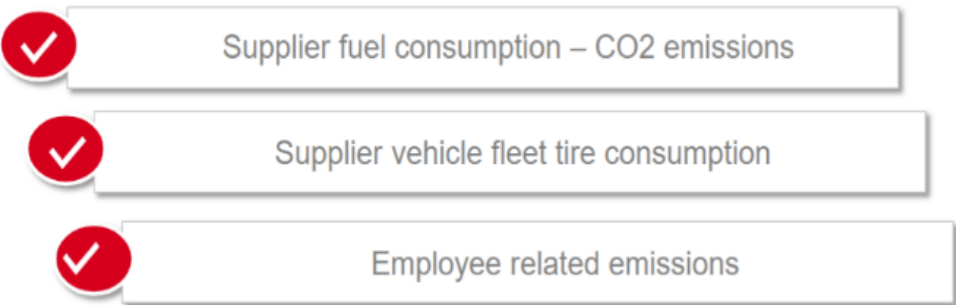 Supplier fuel consumption – CO2 emissions
Supplier vehicle fleet tire consumption
Employee related emissions